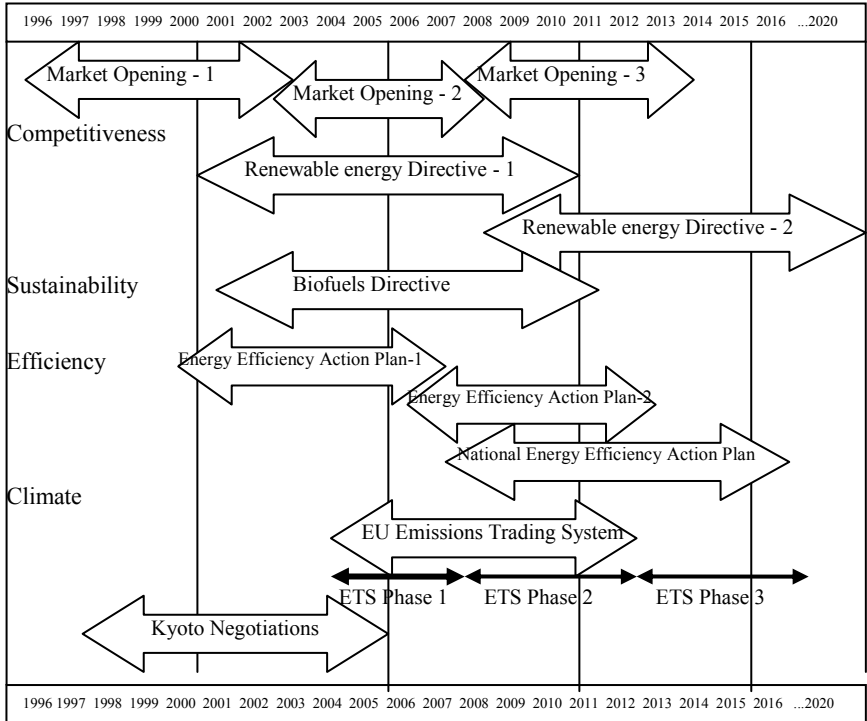 1996 1997 1998 1999 2000 2001 2002 2003 2004 2005 2006 2007 2008 2009 2010 2011 2012 2013 2014 2015 2016 ...2020
Market Opening - 1
Market Opening - 2
Market Opening - 3
Competitiveness
Renewable energy Directive - 1
Renewable energy Directive - 2
Sustainability
Biofuels Directive
Efficiency
Energy Efficiency Action Plan-1
Energy Efficiency Action Plan-2
National Energy Efficiency Action Plan
Climate
EU Emissions Trading System
ETS Phase 1
ETS Phase 2
ETS Phase 3
Kyoto Negotiations
1996 1997 1998 1999 2000 2001 2002 2003 2004 2005 2006 2007 2008 2009 2010 2011 2012 2013 2014 2015 2016 ...2020